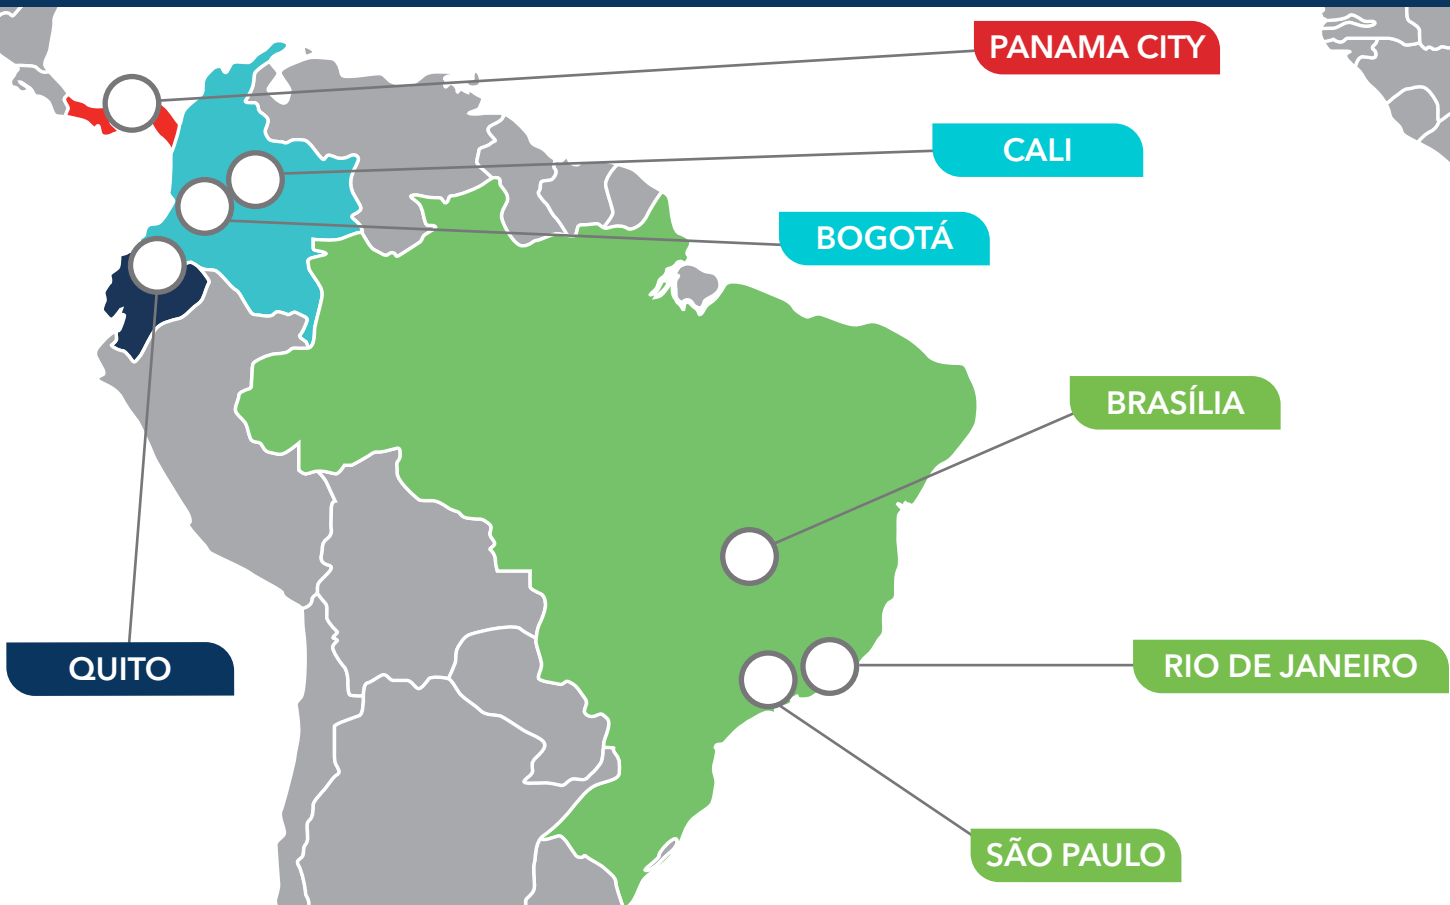 PANAMA CITY
CALI
BOGOTÁ
BRASÍLIA
QUITO
RIO DE JANEIRO
SÃO PAULO